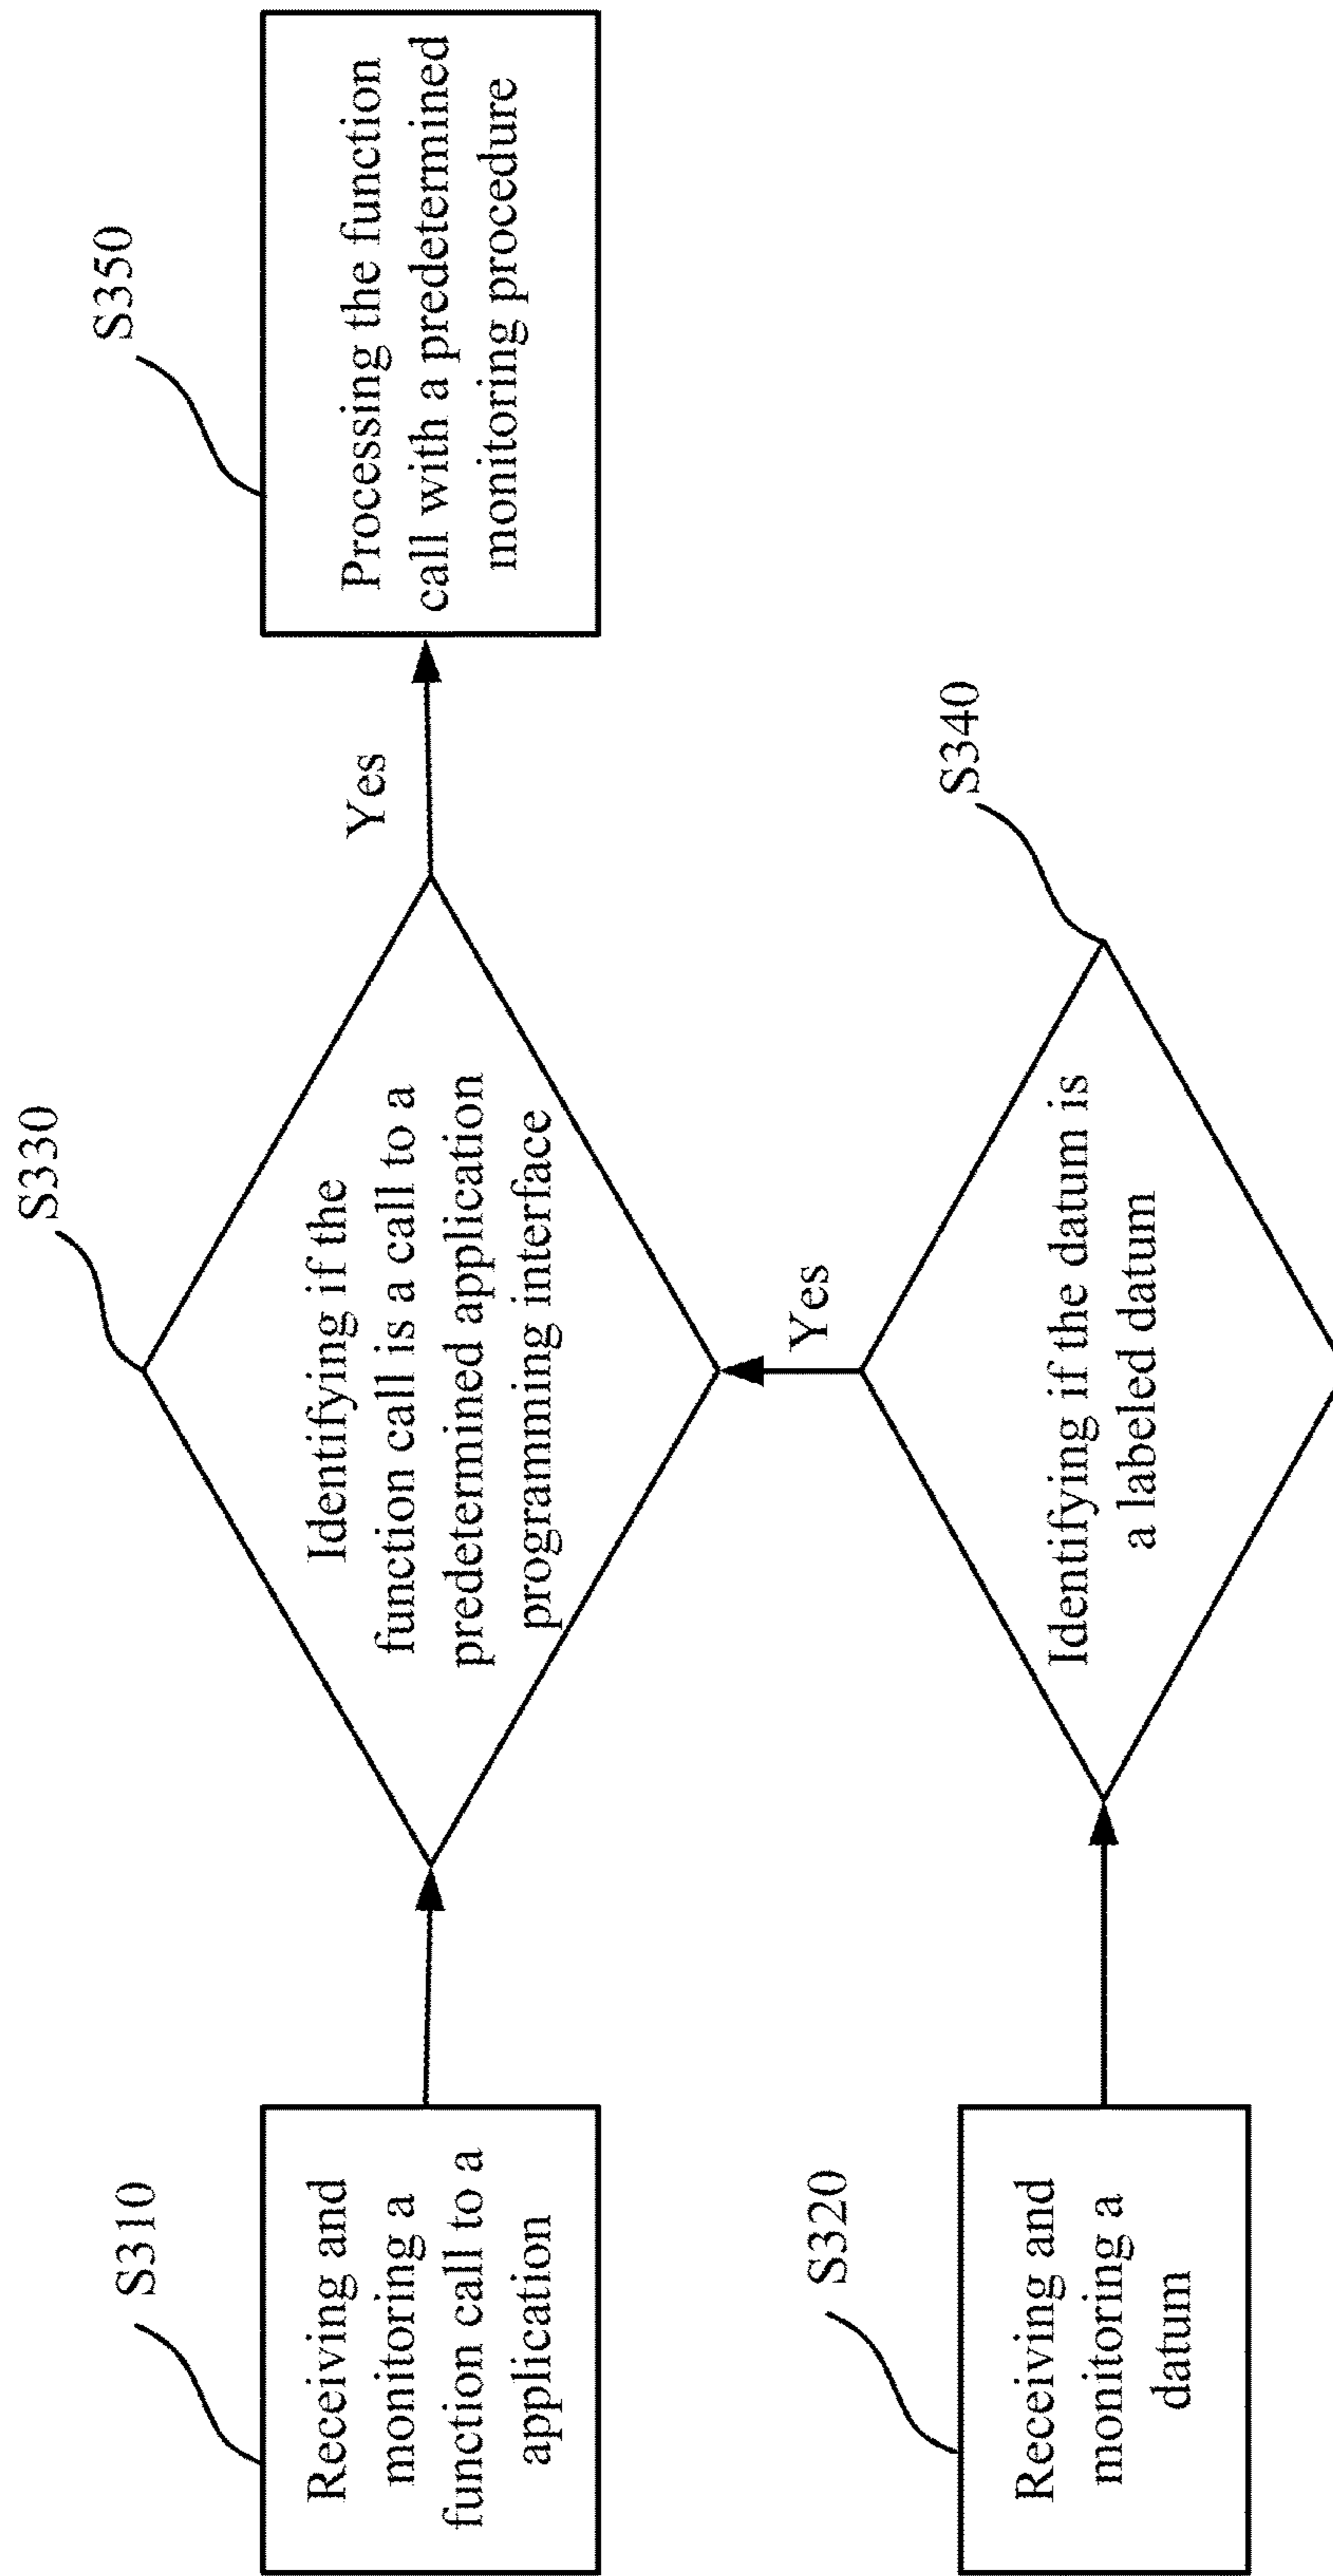 S310
Receiving and
monitoring a
function call to a
application
S330
Identifying if the
function call is a call to a
predetermined application
programming interface
Yes
S350
Processing the function
call with a predetermined
monitoring procedure
S320
Receiving and
monitoring a
datum
S340
Identifying if the datum is
a labeled datum
Yes